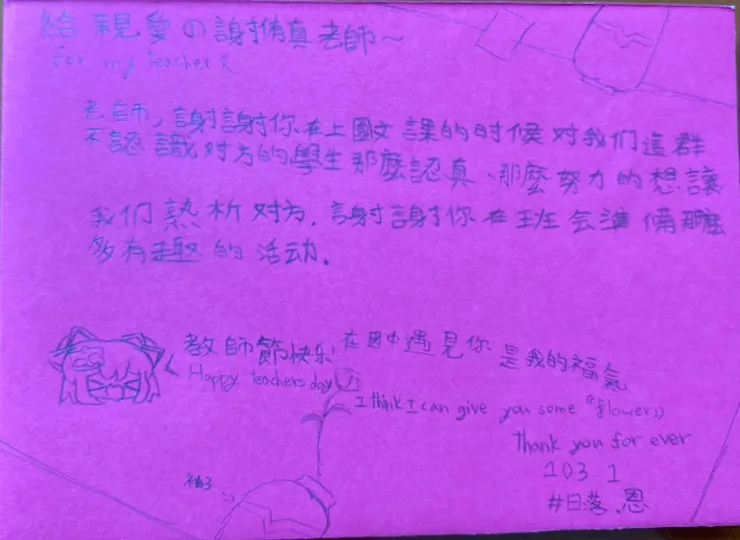 給親愛の謝侑真老師~
for my teacher
老師,謝謝你在上國文課的时候对我们這群
不認識对方的學生那麼認真、那麼努力的想讓
我们熟析对方,謝謝你在班会準備那麼
多有趣的活动.
教師節快乐!在国中遇見你是我的福氣
Happy teachers day
I think I can give you some "flowers"
thank you for ever
103 1
#日落.恩